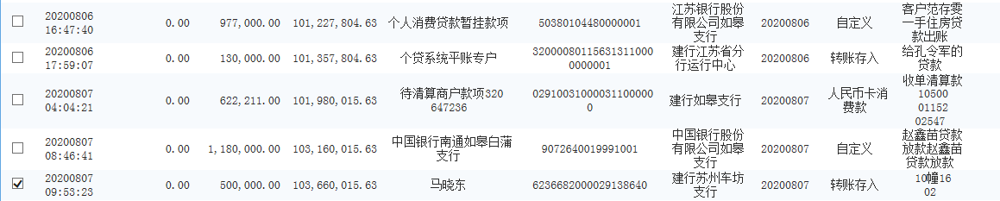 20200806
16:47:40
0.00
977,000.00
101,227,804.63
个人消费贷款暂挂款项
50380104480000001
江苏银行股份
有限公司如皋
支行
20200806
自定义
客户范存雯
一手住房贷
款出账
20200806
17:59:07
0.00
130,000.00
101,357,804.63
个贷系统平账专户
32000080115631311000
0000001
建行江苏省分
行运行中心
20200806
转账存入
给孔令军的
贷款
20200807
04:04:21
0.00
622,211.00
101,980,015.63
待清算商户款项320
647236
02910031000031100000
0
建行如皋支行
20200807
人民币卡消
费款
收单清算款
10500
01152
02547
20200807
08:46:41
0.00
1,180,000.00
103,160,015.63
中国银行南通如皋白蒲
支行
9072640019991001
中国银行股份
有限公司如皋
支行
20200807
自定义
赵鑫苗贷款
放款赵鑫苗
贷款放款
20200807
09:53:23
0.00
500,000.00
103,660,015.63
马晓东
6236682000029138640
建行苏州车坊
支行
20200807
转账存入
10幢16
02